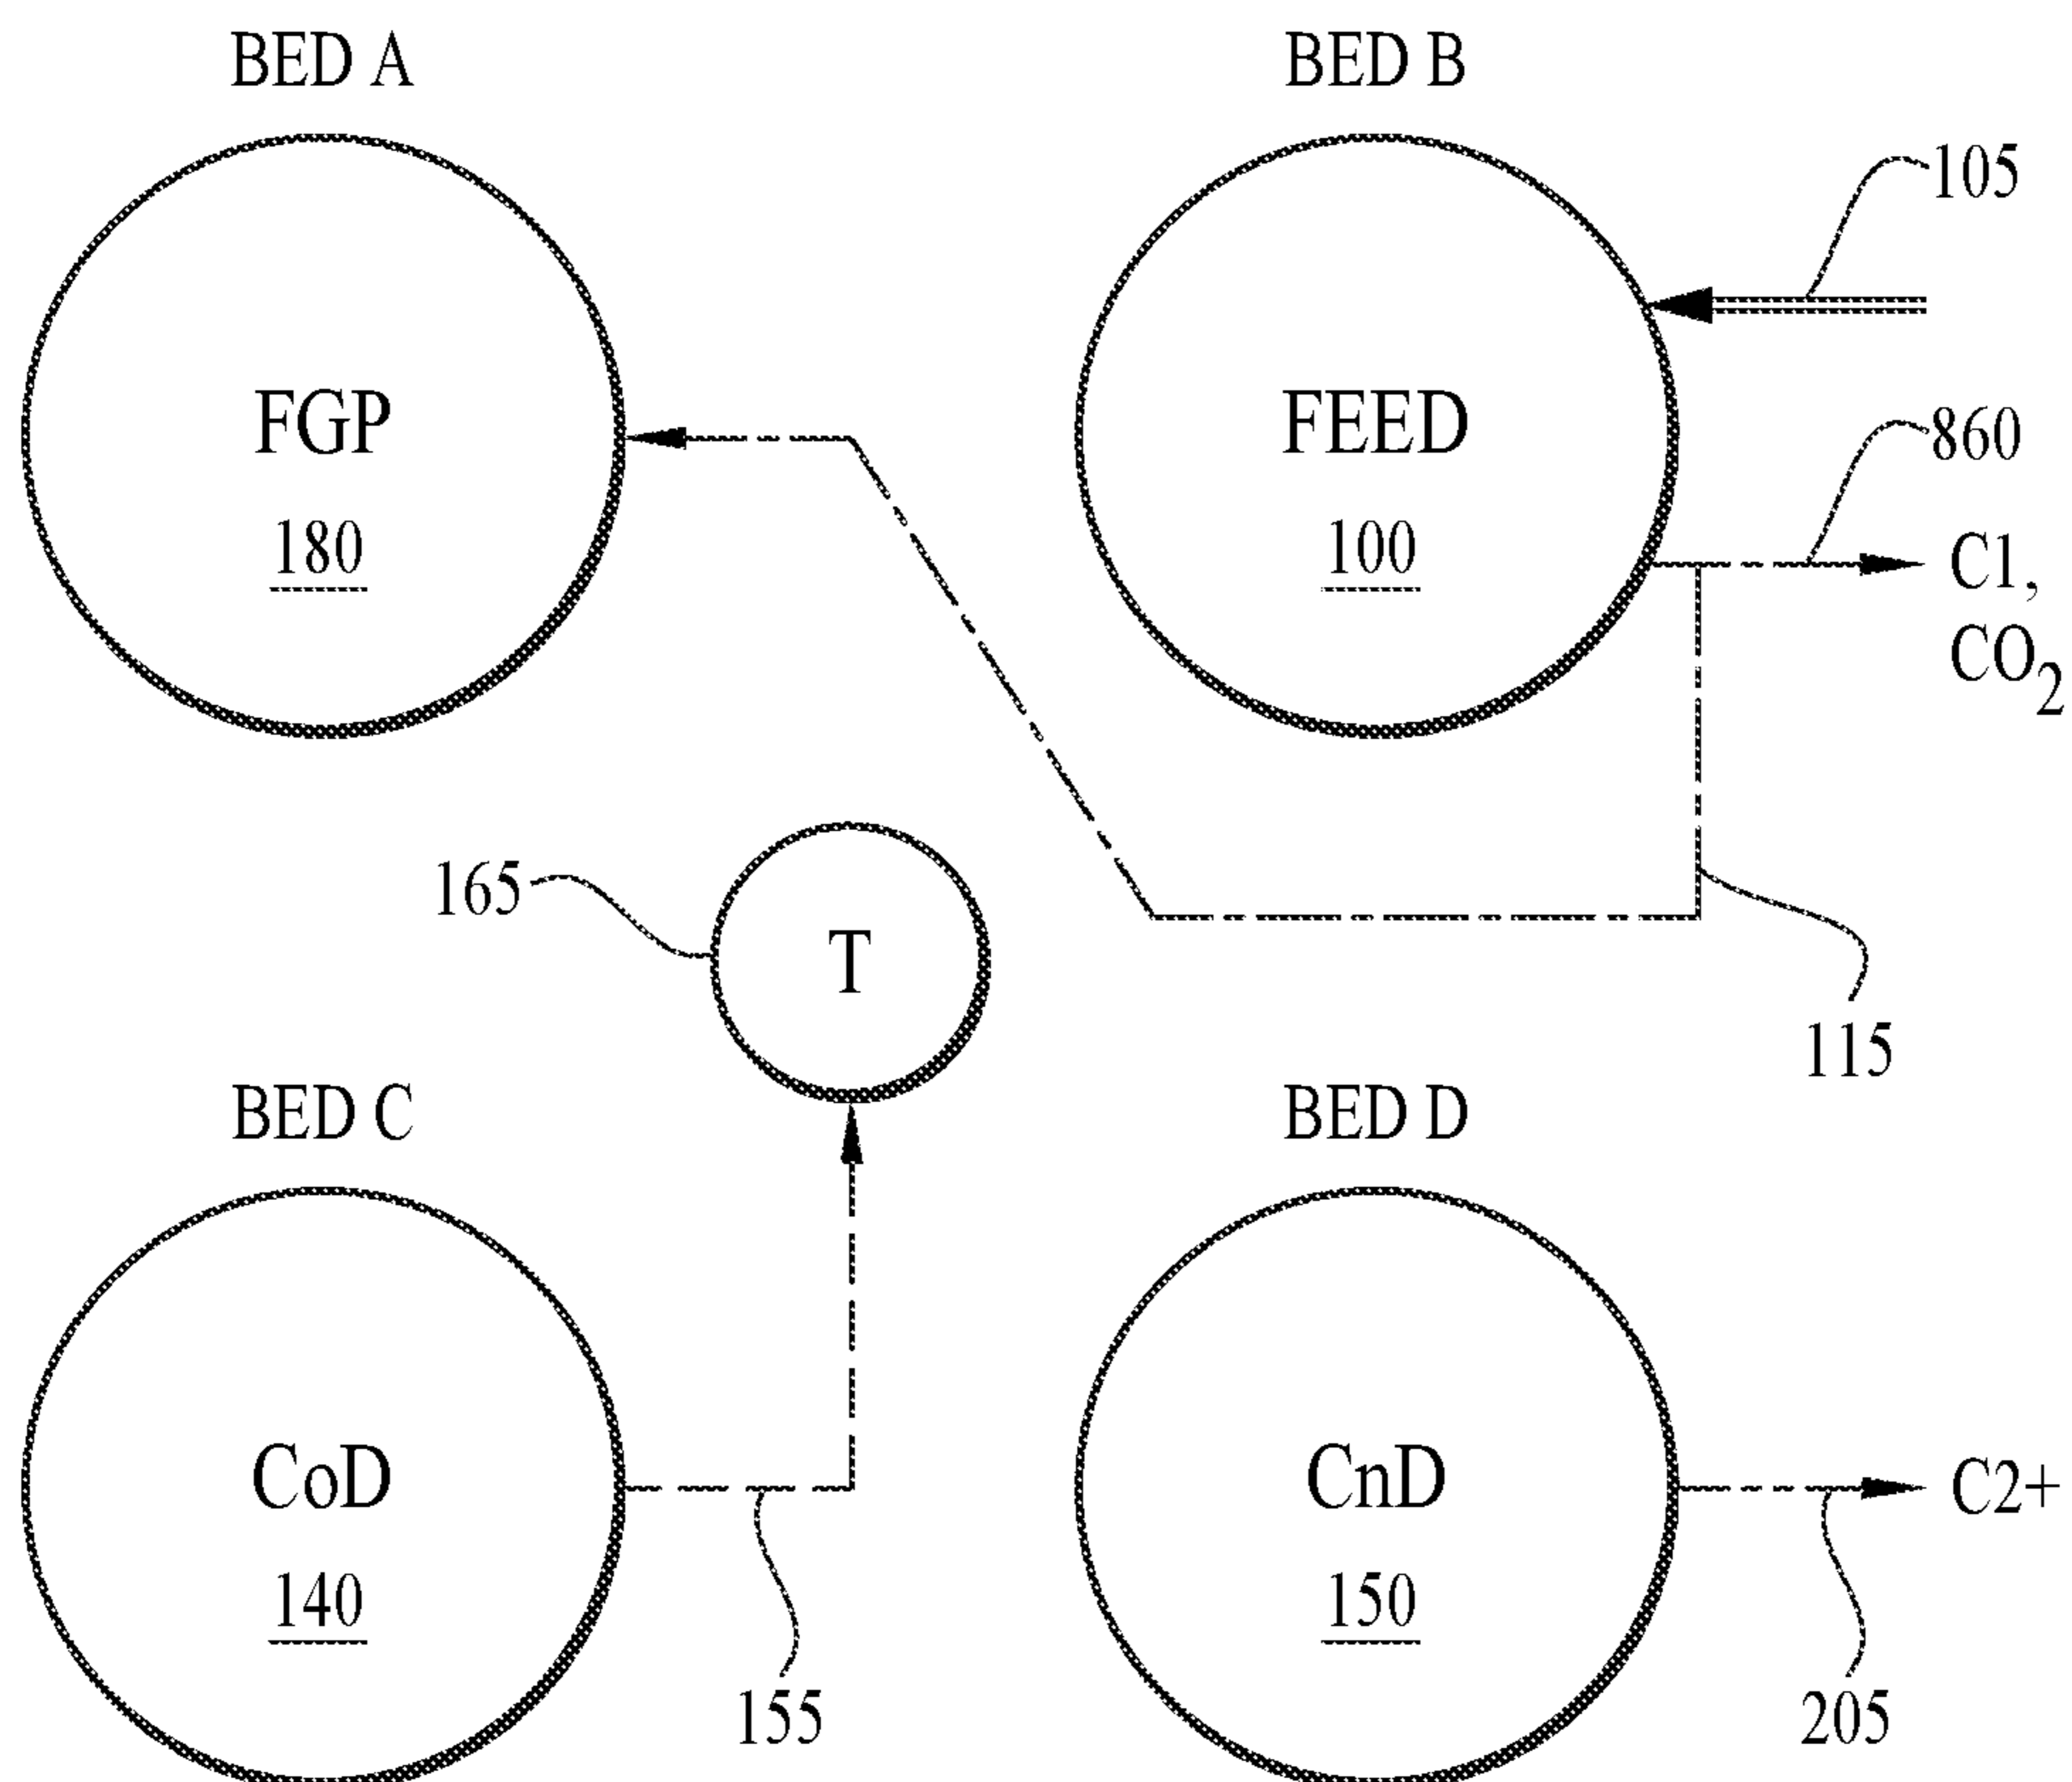 BED A
BED B
105
FGP
180
FEED
100
860
C1,
CO2
165
T
115
BED C
BED D
CoD
140
155
CnD
150
C2+
205